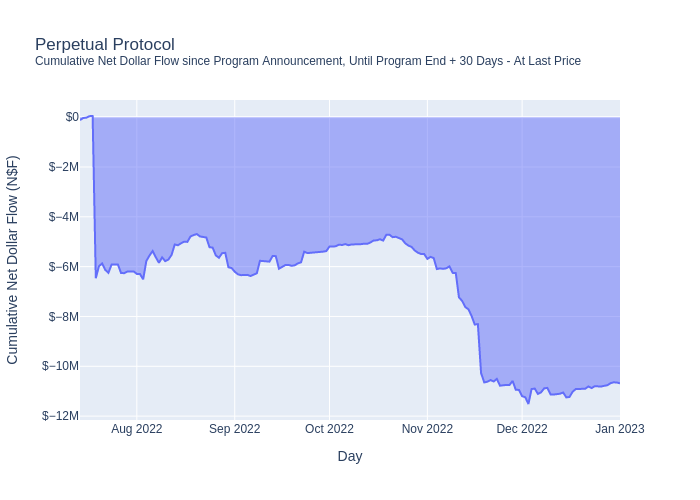 Perpetual Protocol
Cumulative Net Dollar Flow since Program Announcement, Until Program End + 30 Days - At Last Price
$0
$−2M
$−4M
$−6M
$−8M
$−10M
$−12M
Cumulative Net Dollar Flow (N$F)
Aug 2022
Sep 2022
Oct 2022
Nov 2022
Dec 2022
Jan 2023
Day